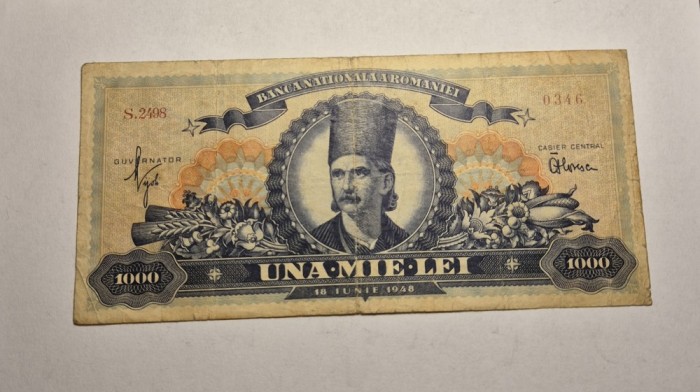 BANCA NATIONALA A ROMANIEI
S.2498
0346
GUVERNATOR
CASIER CENTRAL
UNA·MIE·LEI
1000
1000
18 IUNIE 1948